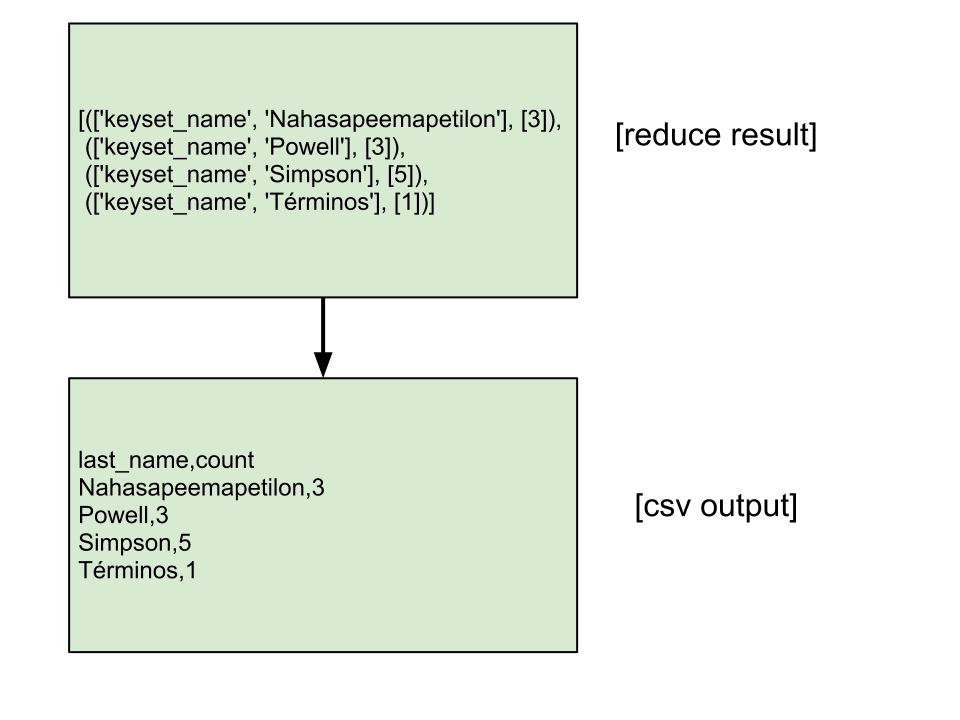 [(['keyset_name', 'Nahasapeemapetilon'], [3]),
(['keyset_name', 'Powell'], [3]),
(['keyset_name', 'Simpson'], [5]),
(['keyset_name', 'Términos'], [1])]
[reduce result]
last_name,count
Nahasapeemapetilon,3
Powell,3
Simpson,5
Términos,1
[csv output]